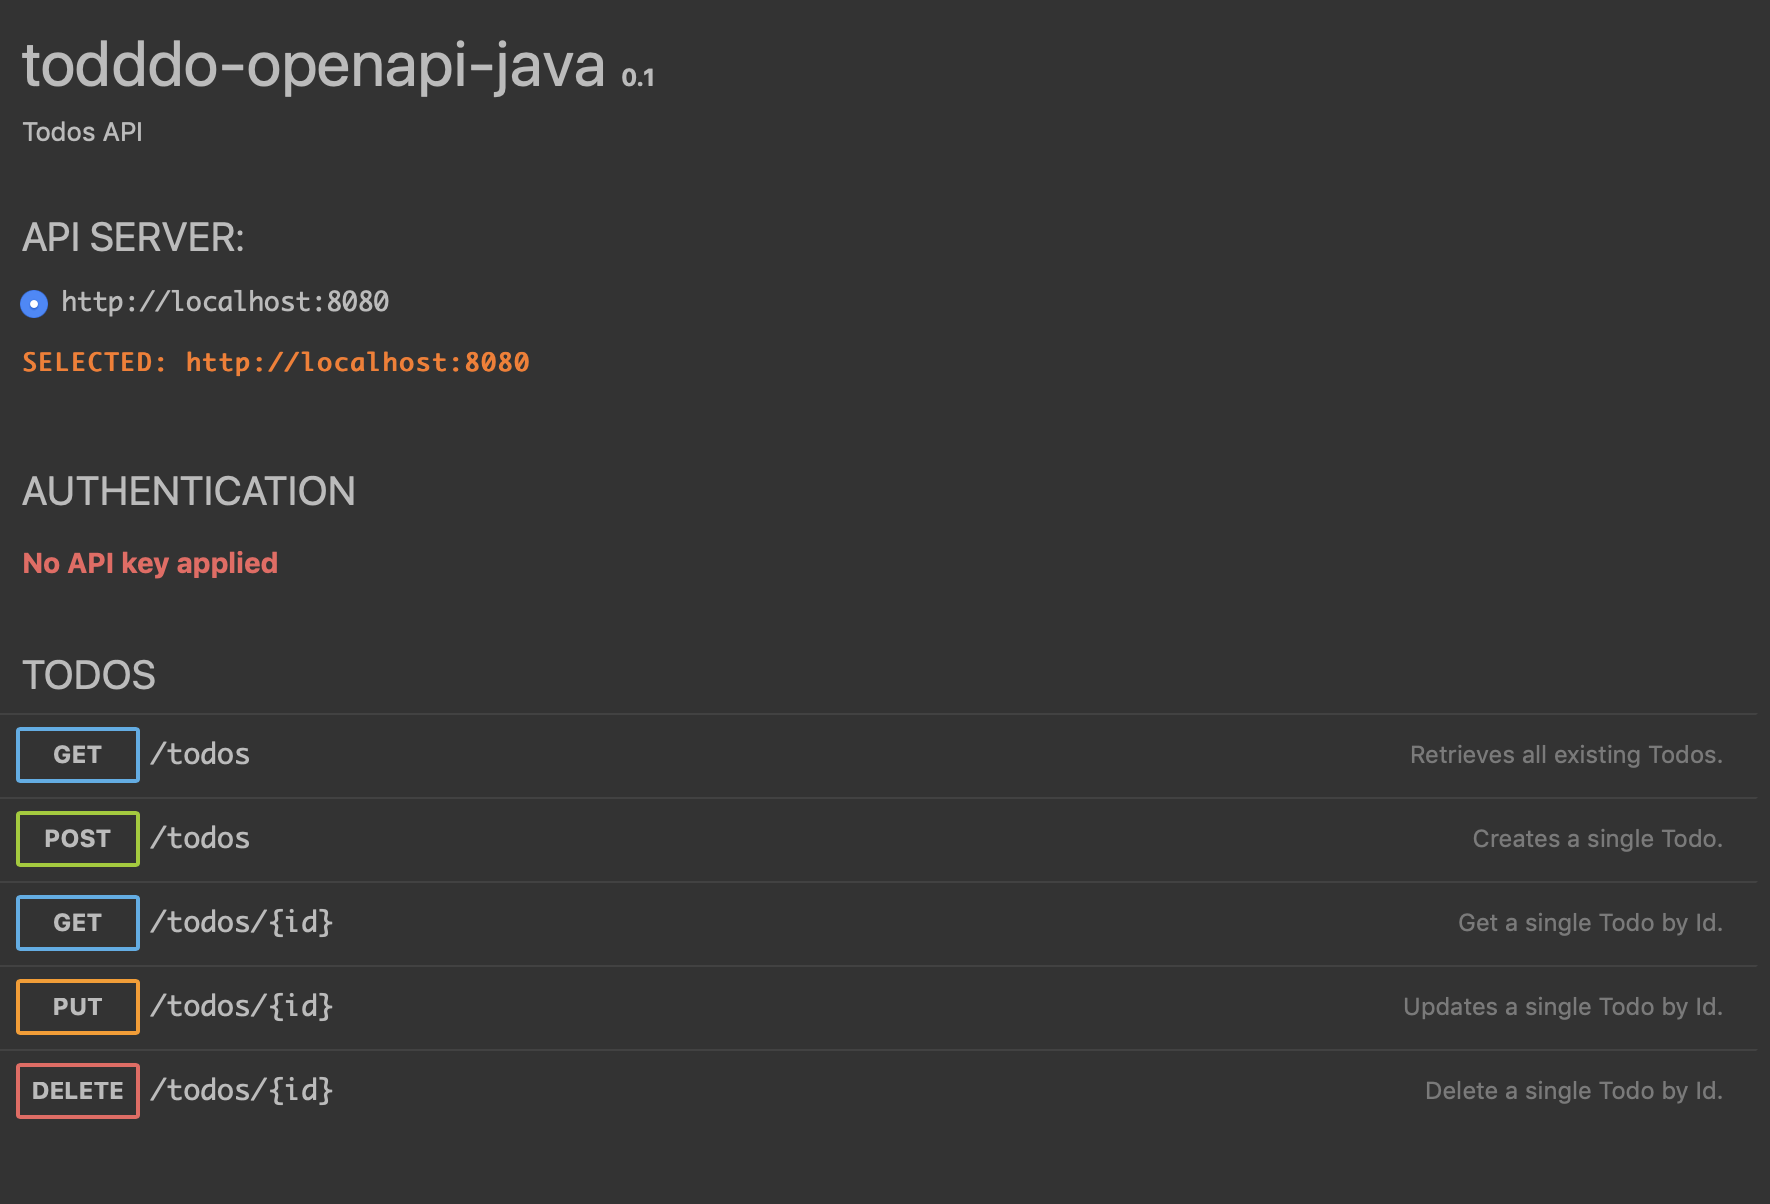 todddo-openapi-java 0.1
Todos API
API SERVER:
http://localhost:8080
SELECTED: http://localhost:8080
AUTHENTICATION
No API key applied
TODOS
GET /todos Retrieves all existing Todos.
POST /todos Creates a single Todo.
GET /todos/{id} Get a single Todo by Id.
PUT /todos/{id} Updates a single Todo by Id.
DELETE /todos/{id} Delete a single Todo by Id.